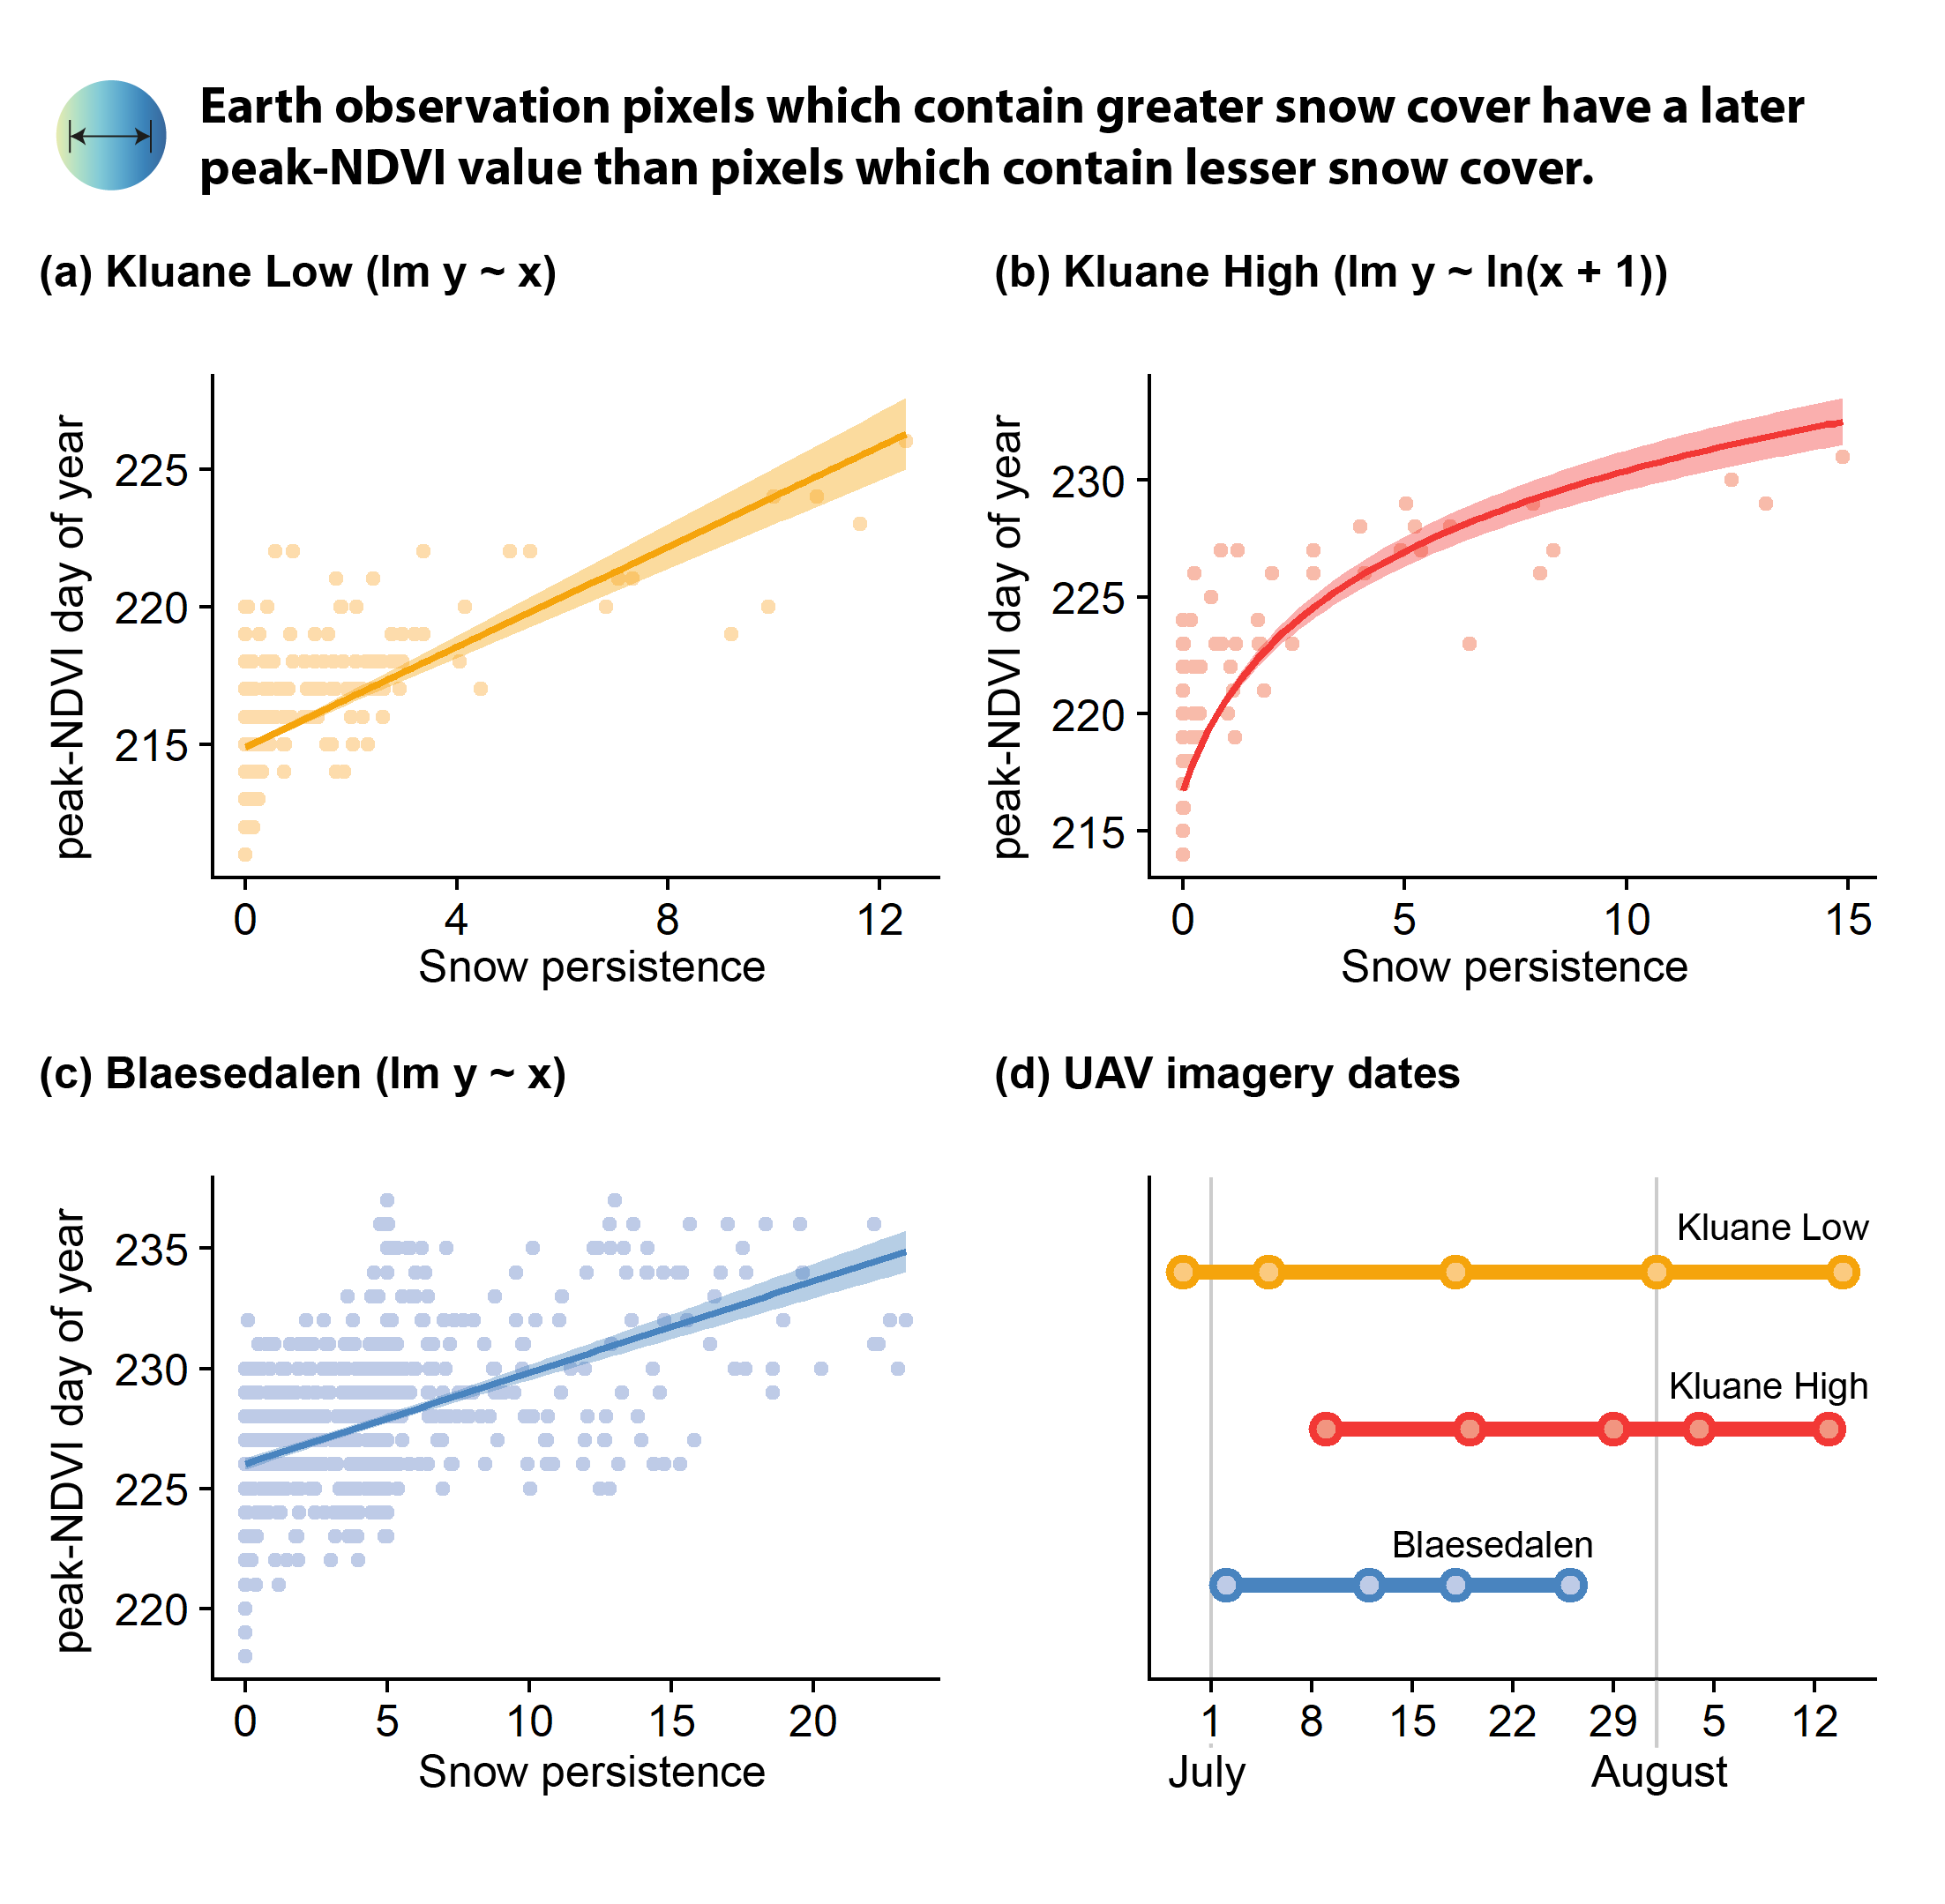 Earth observation pixels which contain greater snow cover have a later
peak-NDVI value than pixels which contain lesser snow cover.
(a) Kluane Low (lm y ~ x)
peak-NDVI day of year
225
220
215
0 4 8 12
Snow persistence
(b) Kluane High (lm y ~ ln(x + 1))
peak-NDVI day of year
230
225
220
215
0 5 10 15
Snow persistence
(c) Blaesedalen (lm y ~ x)
peak-NDVI day of year
235
230
225
220
0 5 10 15 20
Snow persistence
(d) UAV imagery dates
Kluane Low
Kluane High
Blaesedalen
1 8 15 22 29 5 12
July August